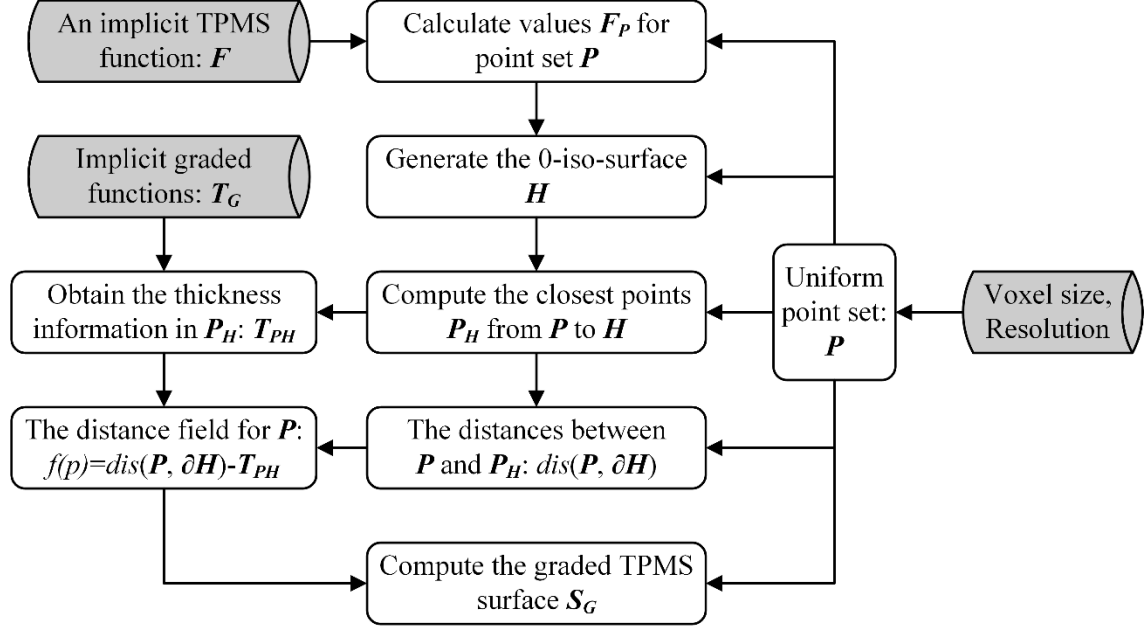 An implicit TPMS
function: F
Calculate values F_P for
point set P
Implicit graded
functions: T_G
Generate the 0-iso-surface
H
Obtain the thickness
information in P_H: T_PH
Compute the closest points
P_H from P to H
Uniform
point set:
P
Voxel size,
Resolution
The distance field for P:
f(p)=dis(P, ∂H)-T_PH
The distances between
P and P_H: dis(P, ∂H)
Compute the graded TPMS
surface S_G